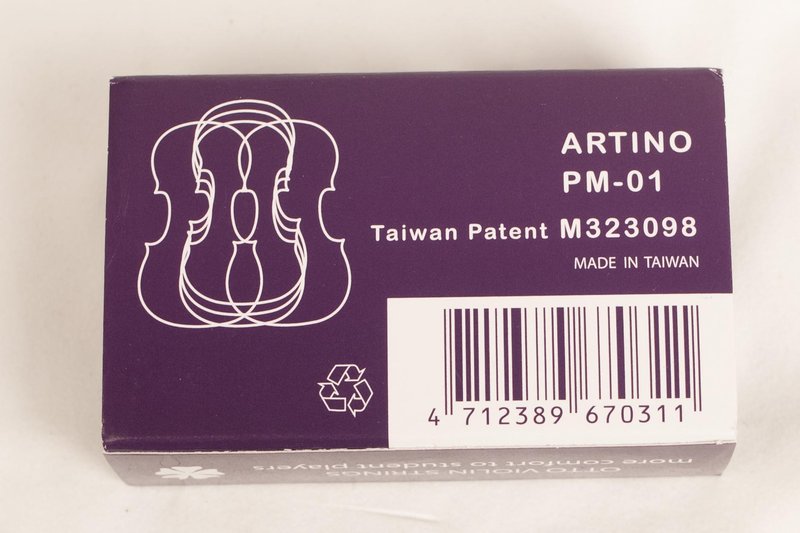 ARTINO
PM-01
Taiwan Patent M323098
MADE IN TAIWAN
4 712389 670311
OTTO VIOLIN STRINGS
more comfort to student players